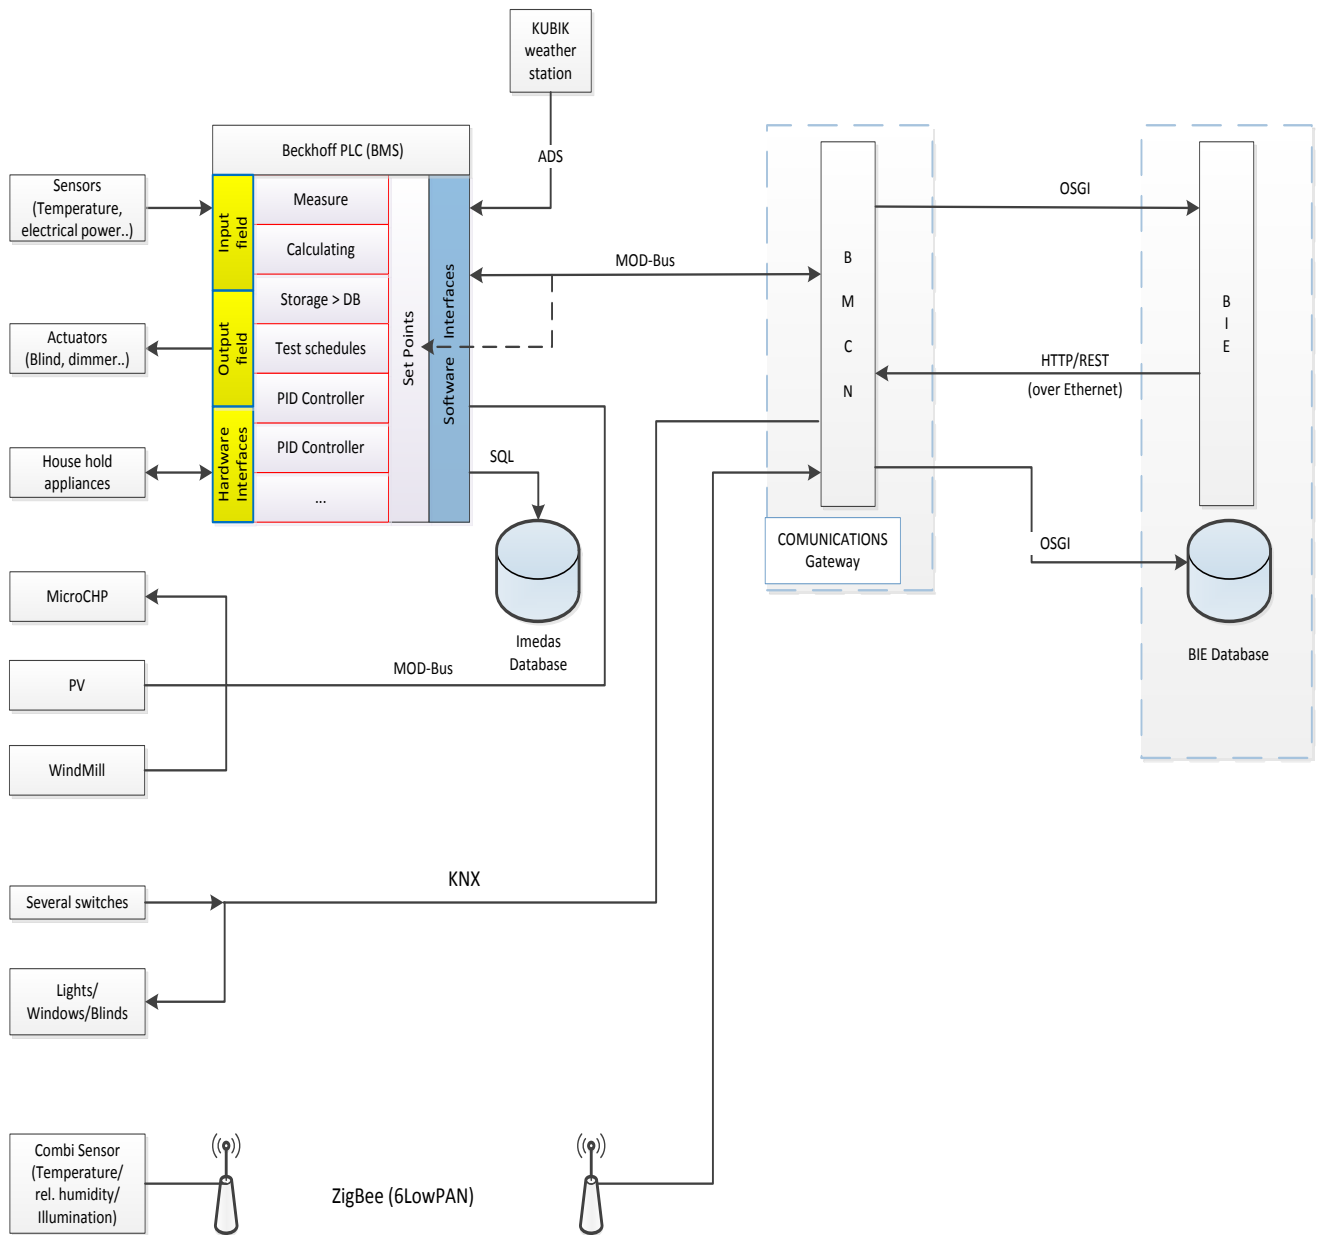 KUBIK
weather
station
ADS
Beckhoff PLC (BMS)
Sensors
(Temperature,
electrical power..)
Input
field
Measure
Calculating
Storage > DB
Test schedules
PID Controller
PID Controller
...
Set Points
Software Interfaces
Actuators
(Blind, dimmer..)
Output
field
House hold
appliances
Hardware
Interfaces
MOD-Bus
SQL
Imedas
Database
B
M
C
N
COMUNICATIONS
Gateway
OSGI
HTTP/REST
(over Ethernet)
OSGI
B
I
E
BIE Database
MicroCHP
PV
MOD-Bus
WindMill
Several switches
KNX
Lights/
Windows/Blinds
Combi Sensor
(Temperature/
rel. humidity/
Illumination)
ZigBee (6LowPAN)